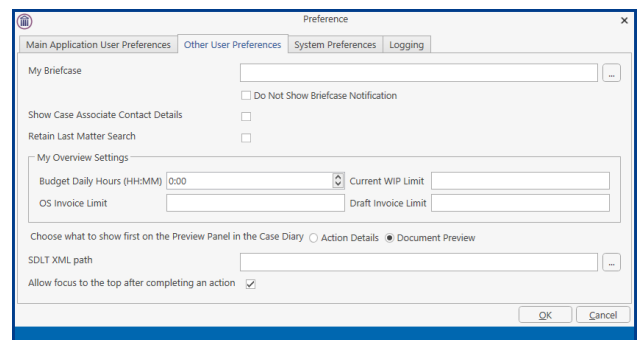 Preference
Main Application User Preferences Other User Preferences System Preferences Logging
My Briefcase ...
Do Not Show Briefcase Notification
Show Case Associate Contact Details
Retain Last Matter Search
My Overview Settings
Budget Daily Hours (HH:MM) 0:00 Current WIP Limit
OS Invoice Limit Draft Invoice Limit
Choose what to show first on the Preview Panel in the Case Diary Action Details Document Preview
SDLT XML path ...
Allow focus to the top after completing an action
OK Cancel